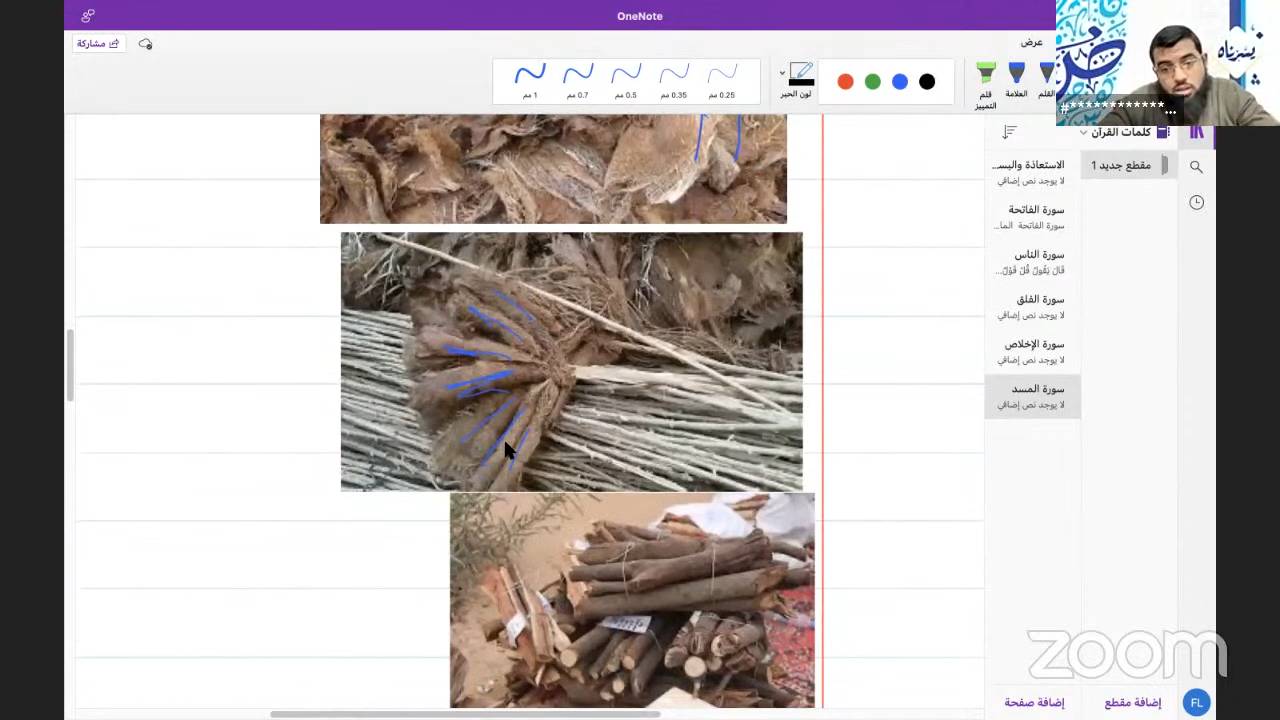 OneNote
مشاركة
عرض
1 مم
0.7 مم
0.5 مم
0.35 مم
0.25 مم
لون الحبر
قلم التمييز
العلامة
القلم
#************...
كلمات القرآن
مقطع جديد 1
الاستعاذة والبس...
لا يوجد نص إضافي
سورة الفاتحة
سورة الفاتحة الما...
سورة الناس
قَالَ يَقُولُ قُلْ قَوْلً...
سورة الفلق
لا يوجد نص إضافي
سورة الإخلاص
لا يوجد نص إضافي
سورة المسد
لا يوجد نص إضافي
zoom
إضافة صفحة
إضافة مقطع
FL